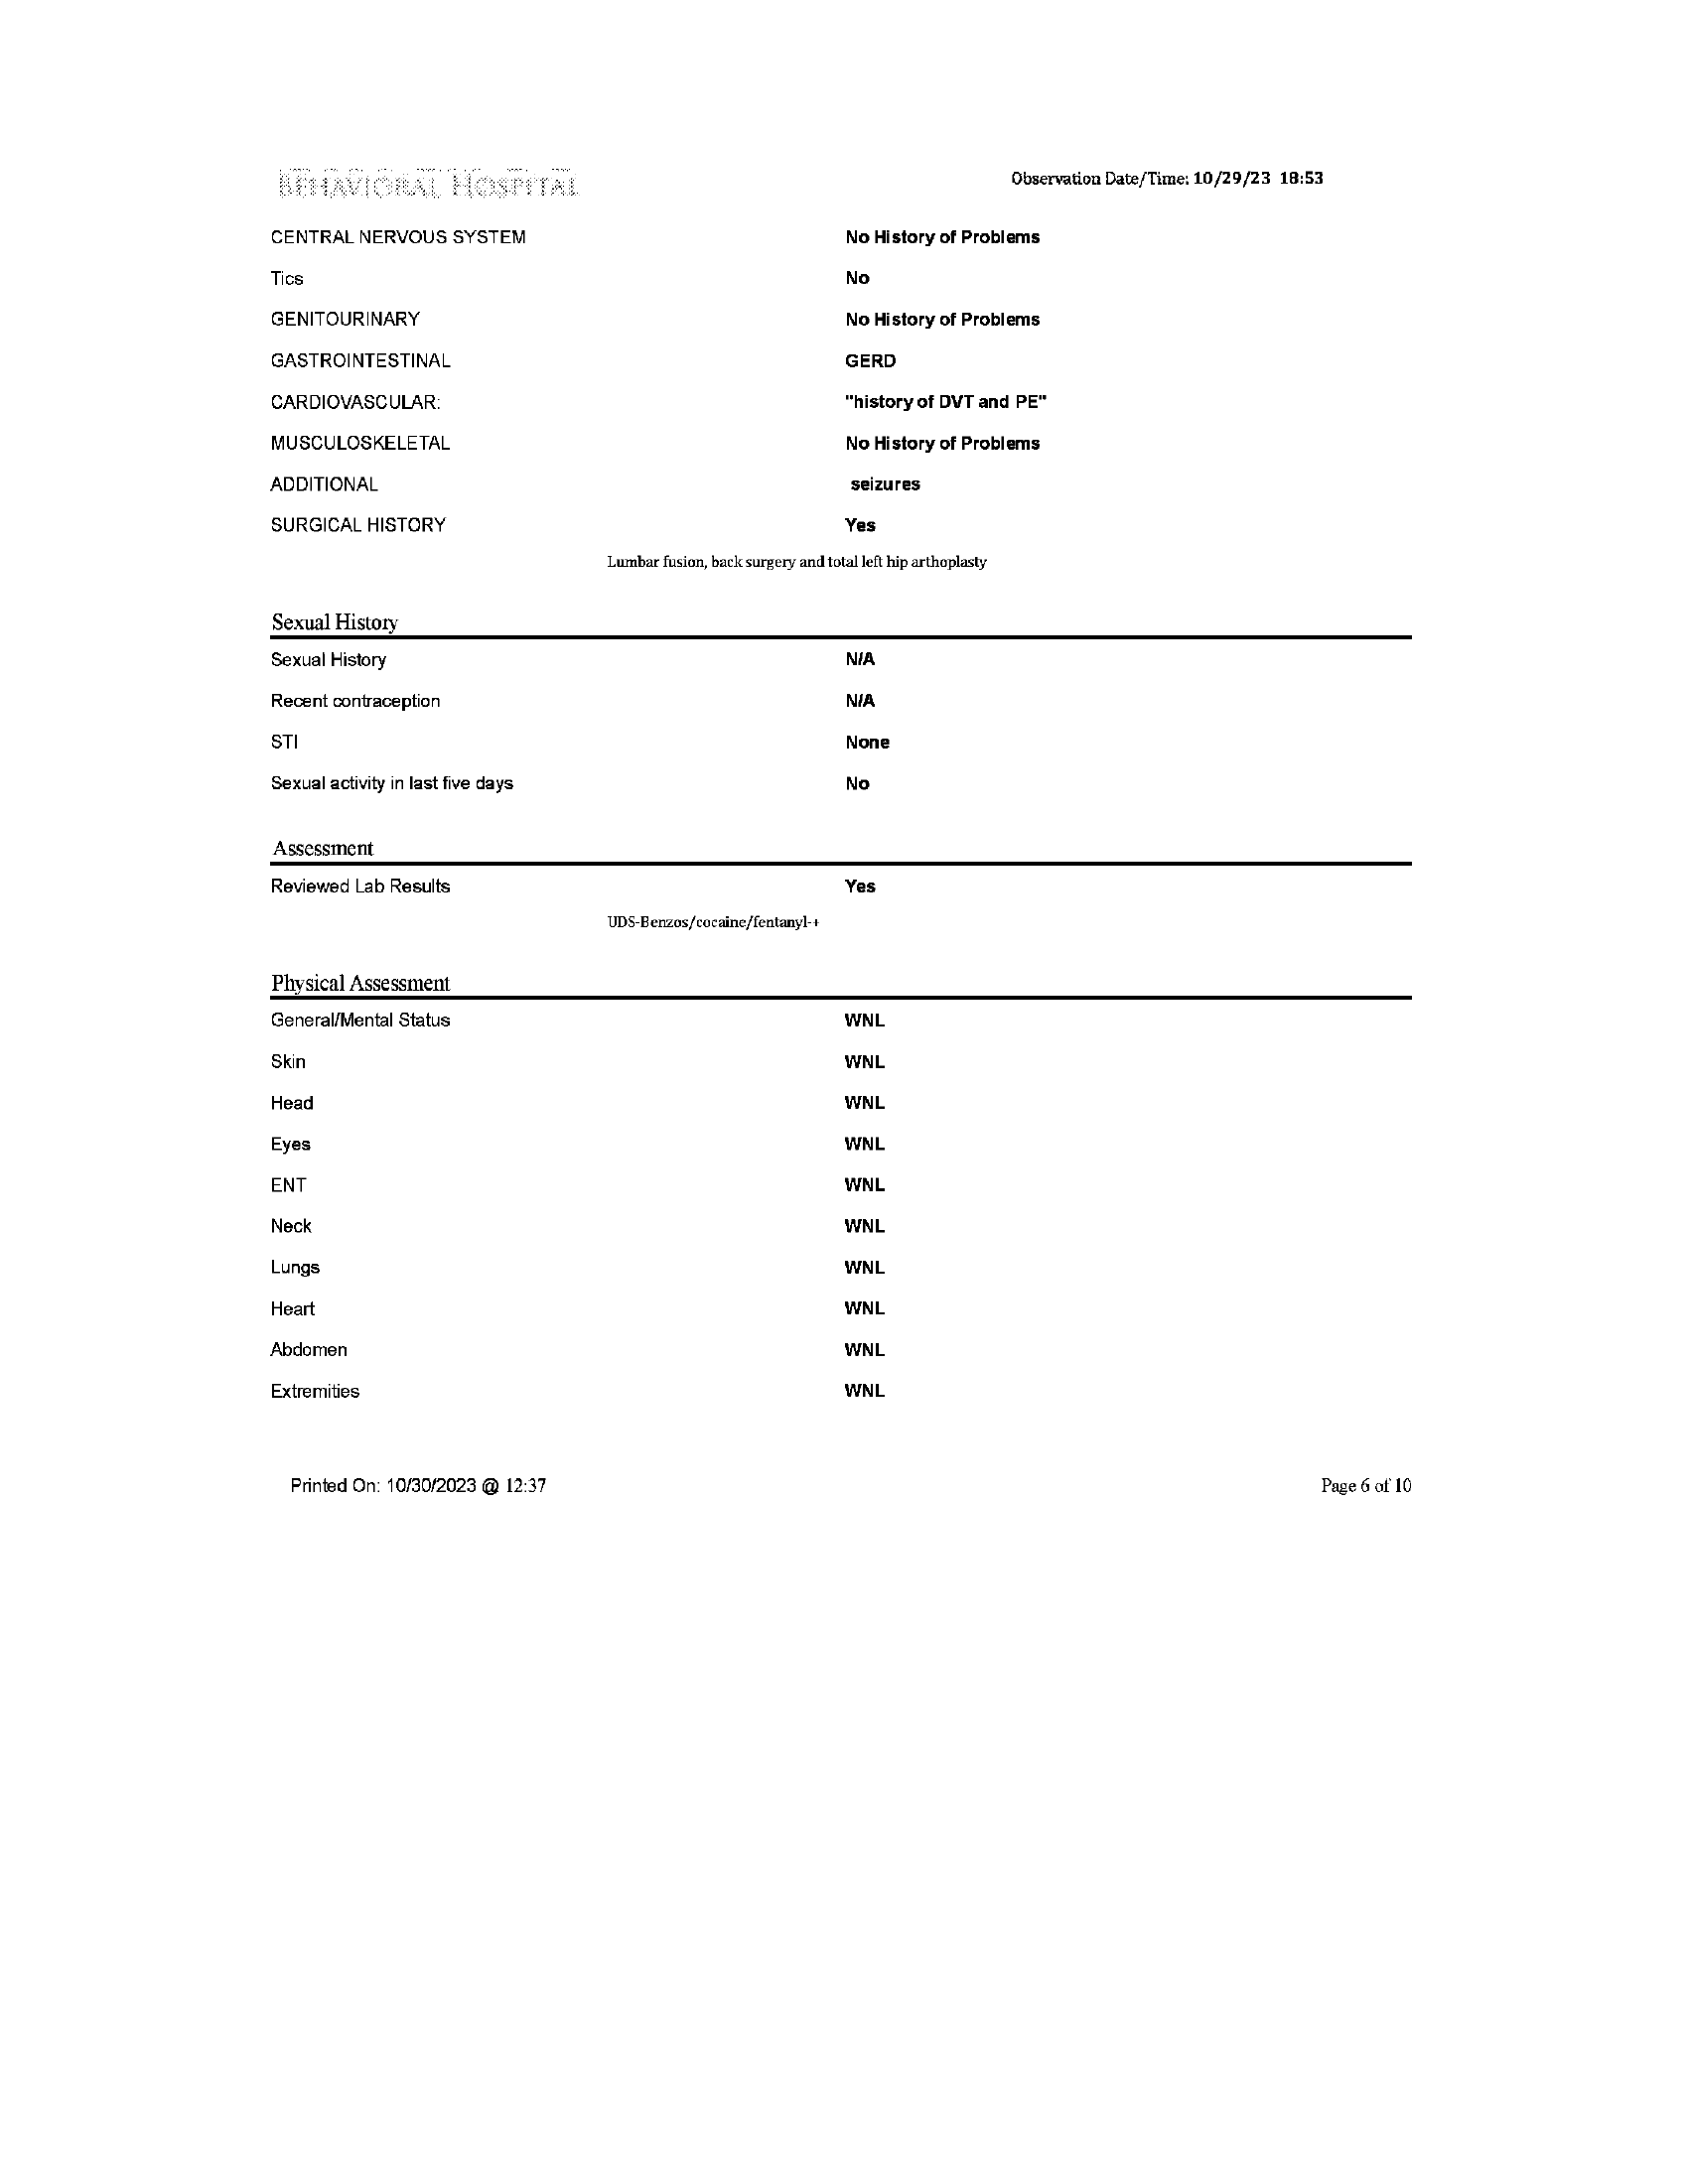 BEHAVIORAL HOSPITAL
Observation Date/Time: 10/29/23 18:53
CENTRAL NERVOUS SYSTEM No History of Problems
Tics No
GENITOURINARY No History of Problems
GASTROINTESTINAL GERD
CARDIOVASCULAR: "history of DVT and PE"
MUSCULOSKELETAL No History of Problems
ADDITIONAL seizures
SURGICAL HISTORY Yes
Lumbar fusion, back surgery and total left hip arthoplasty
Sexual History
Sexual History N/A
Recent contraception N/A
STI None
Sexual activity in last five days No
Assessment
Reviewed Lab Results Yes
UDS-Benzos/cocaine/fentanyl-+
Physical Assessment
General/Mental Status WNL
Skin WNL
Head WNL
Eyes WNL
ENT WNL
Neck WNL
Lungs WNL
Heart WNL
Abdomen WNL
Extremities WNL
Printed On: 10/30/2023 @ 12:37 Page 6 of 10